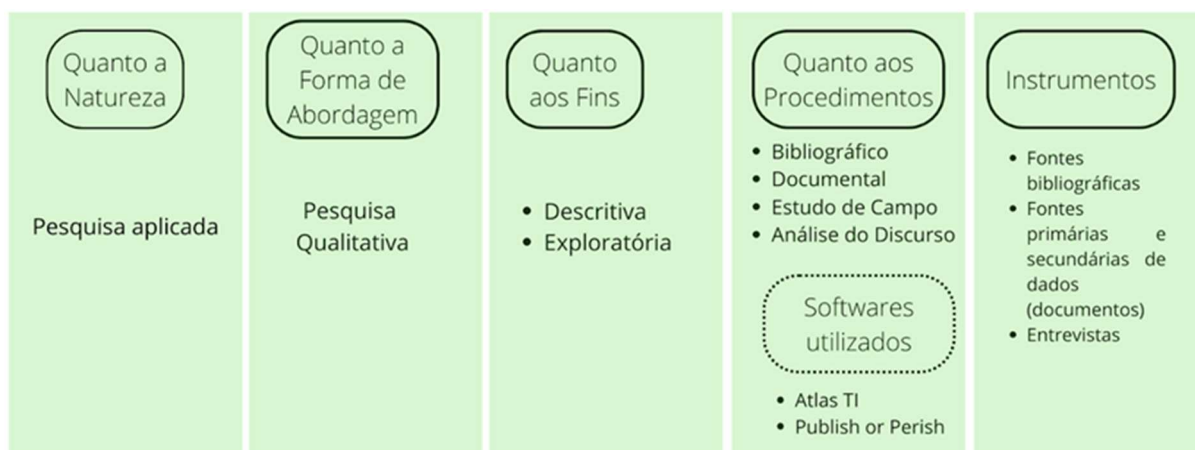 Quanto a
Natureza
Pesquisa aplicada
Quanto a
Forma de
Abordagem
Pesquisa
Qualitativa
Quanto
aos Fins
• Descritiva
• Exploratória
Quanto aos
Procedimentos
• Bibliográfico
• Documental
• Estudo de Campo
• Análise do Discurso
Softwares
utilizados
• Atlas TI
• Publish or Perish
Instrumentos
• Fontes
bibliográficas
• Fontes
primárias e
secundárias de
dados
(documentos)
• Entrevistas